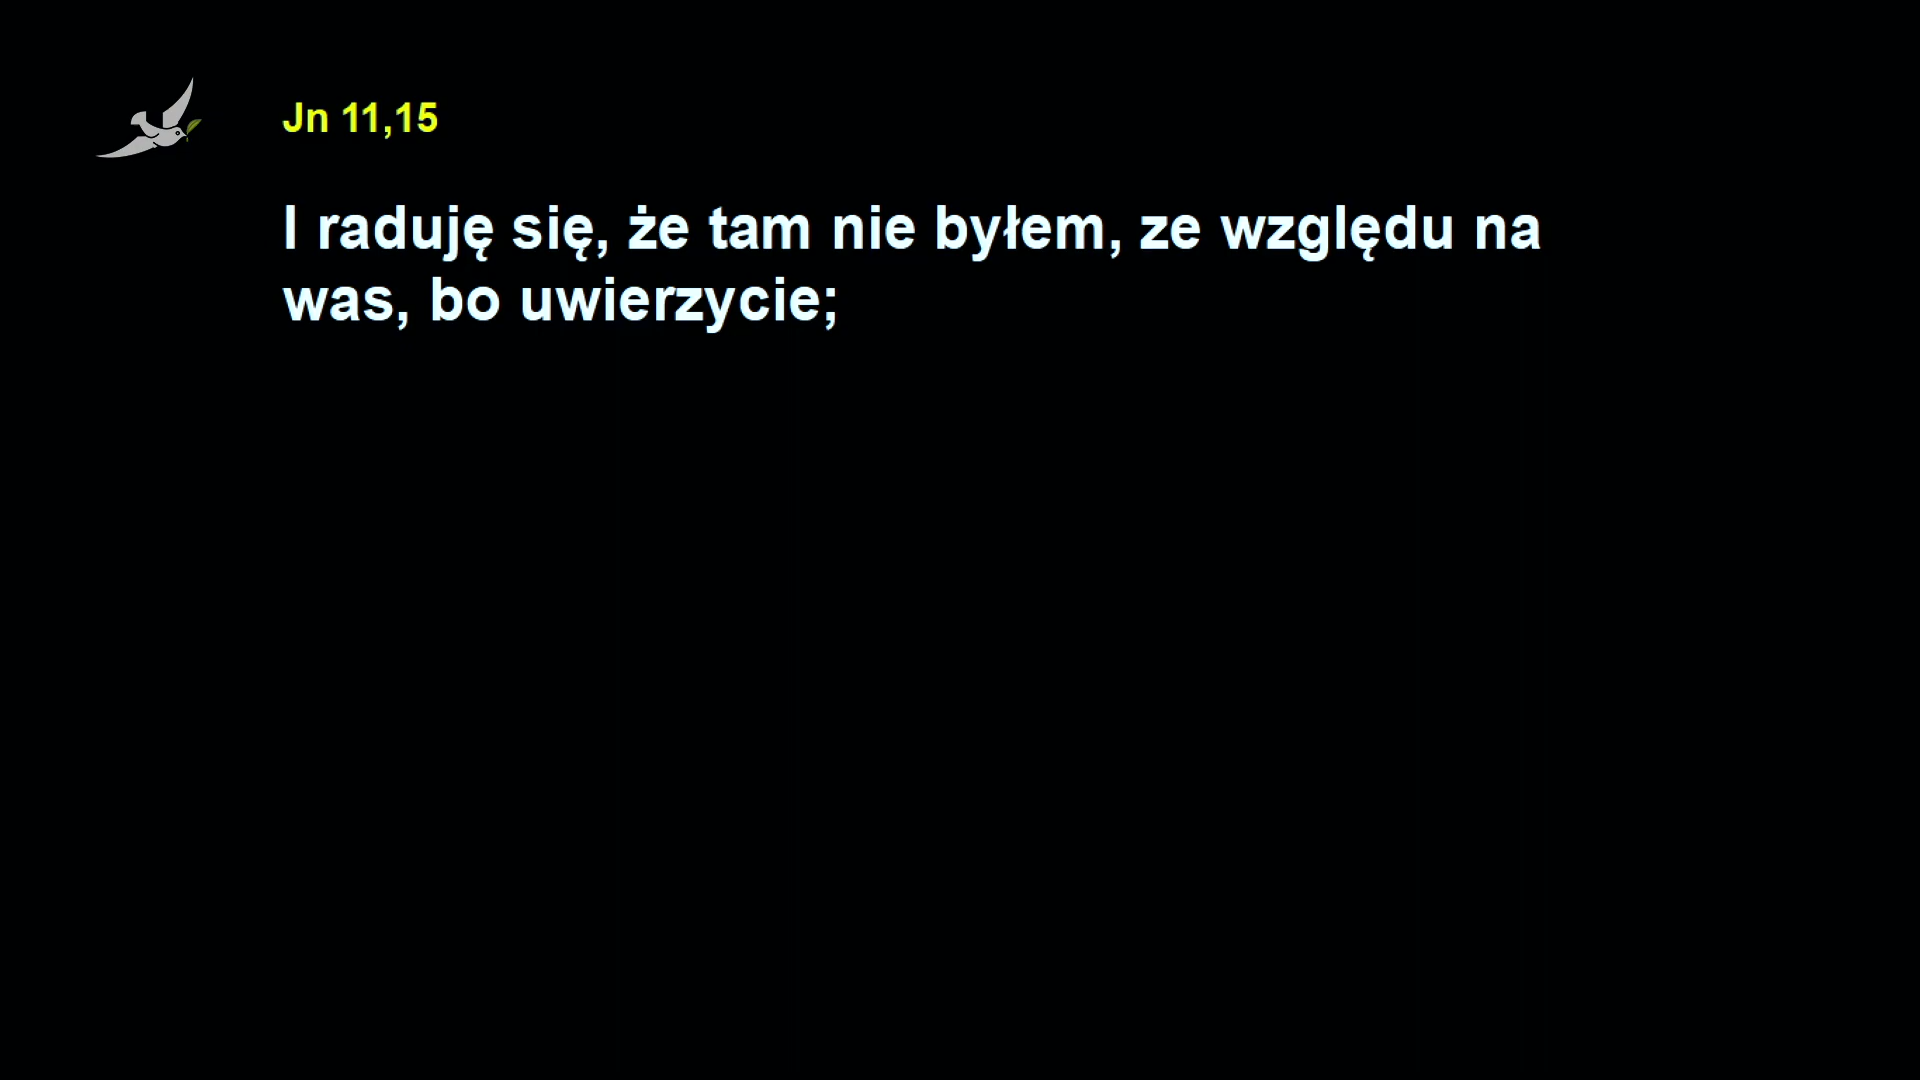 Jn 11,15
I raduję się, że tam nie byłem, ze względu na
was, bo uwierzycie;